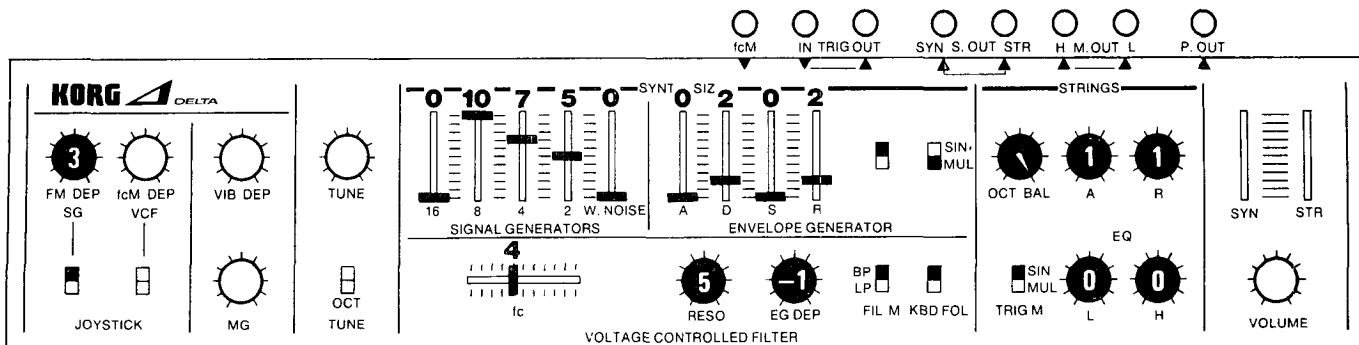 fcM IN TRIG OUT SYN S. OUT STR H M. OUT L P. OUT
KORG DELTA
SYNT SIZ
STRINGS
0 10 7 5 0 0 2 0 2
3
FM DEP fcM DEP VIB DEP TUNE
SG VCF
16 8 4 2 W. NOISE A D S R
SIGNAL GENERATORS ENVELOPE GENERATOR
SIN
MUL
1 1
OCT BAL A R
SYN STR
4
fc
5 -1
RESO EG DEP
BP
LP
FIL M KBD FOL
EQ
SIN
MUL
TRIG M
0 0
L H
JOYSTICK MG
OCT
TUNE
VOLTAGE CONTROLLED FILTER
VOLUME